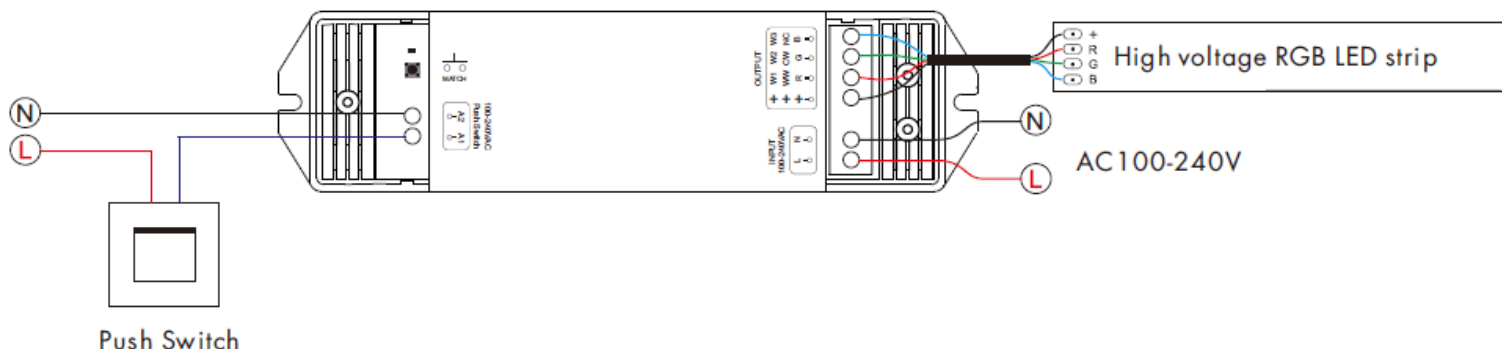 N
L
Push Switch
MATCH
A2
A1
100-240VAC
Push Switch
OUTPUT
W3 NC B
W2 CW G
W1 WW R
+ + +
INPUT
100-240VAC
N
L
+
R
G
B
High voltage RGB LED strip
N
L
AC100-240V